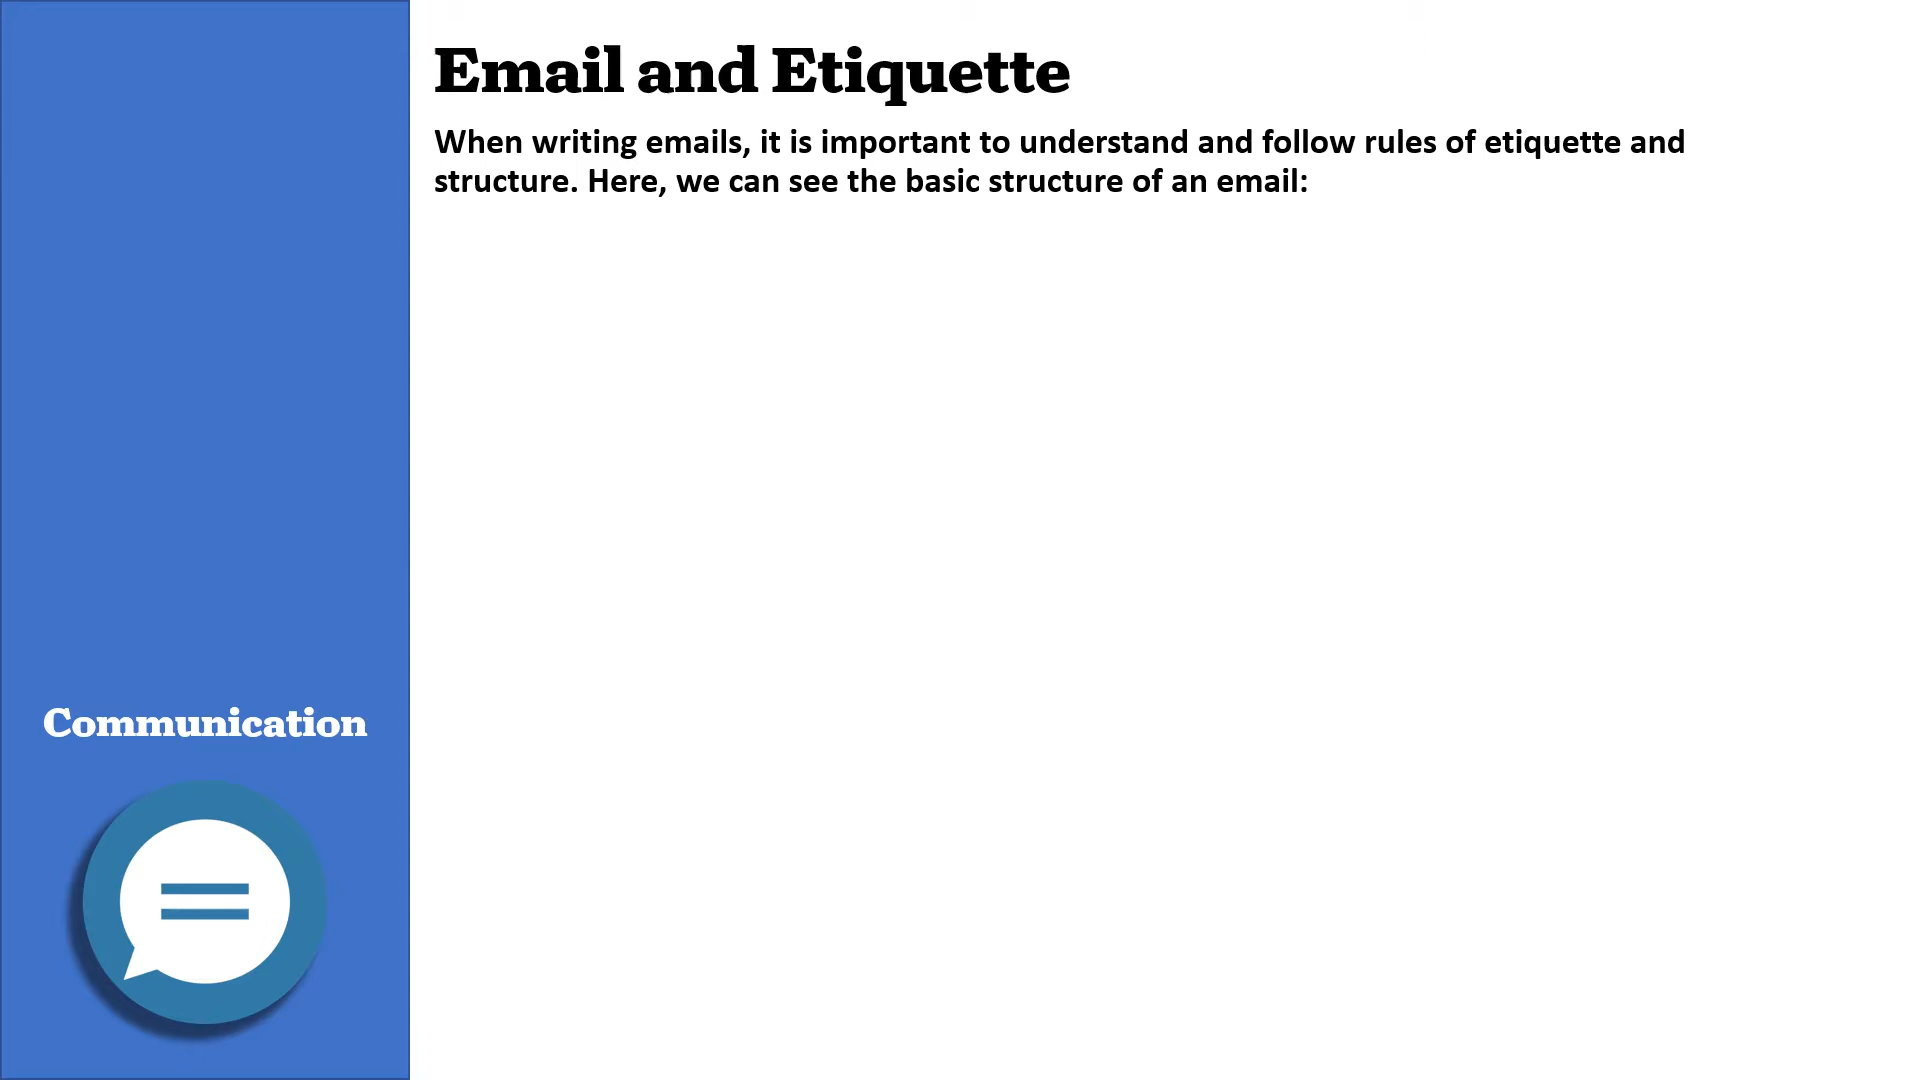 Email and Etiquette
When writing emails, it is important to understand and follow rules of etiquette and
structure. Here, we can see the basic structure of an email:
Communication